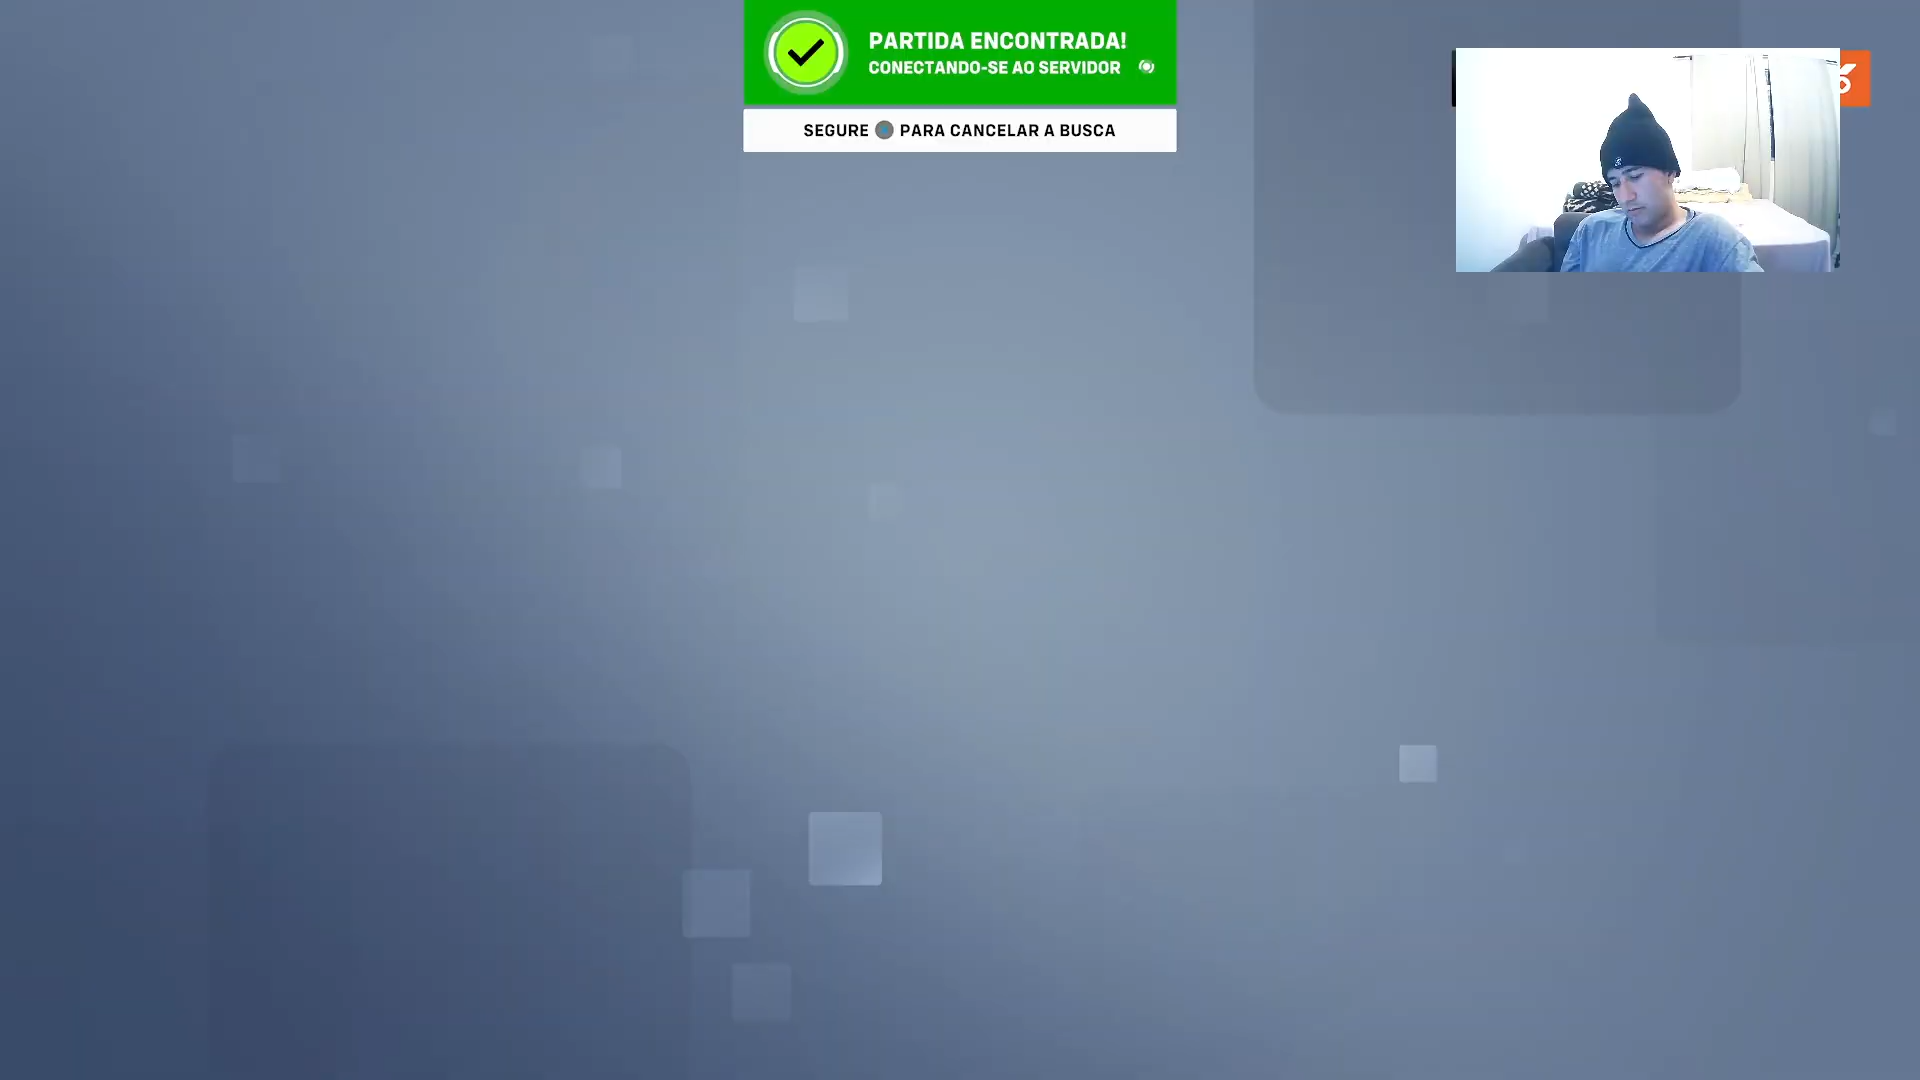 PARTIDA ENCONTRADA!
CONECTANDO-SE AO SERVIDOR
SEGURE PARA CANCELAR A BUSCA